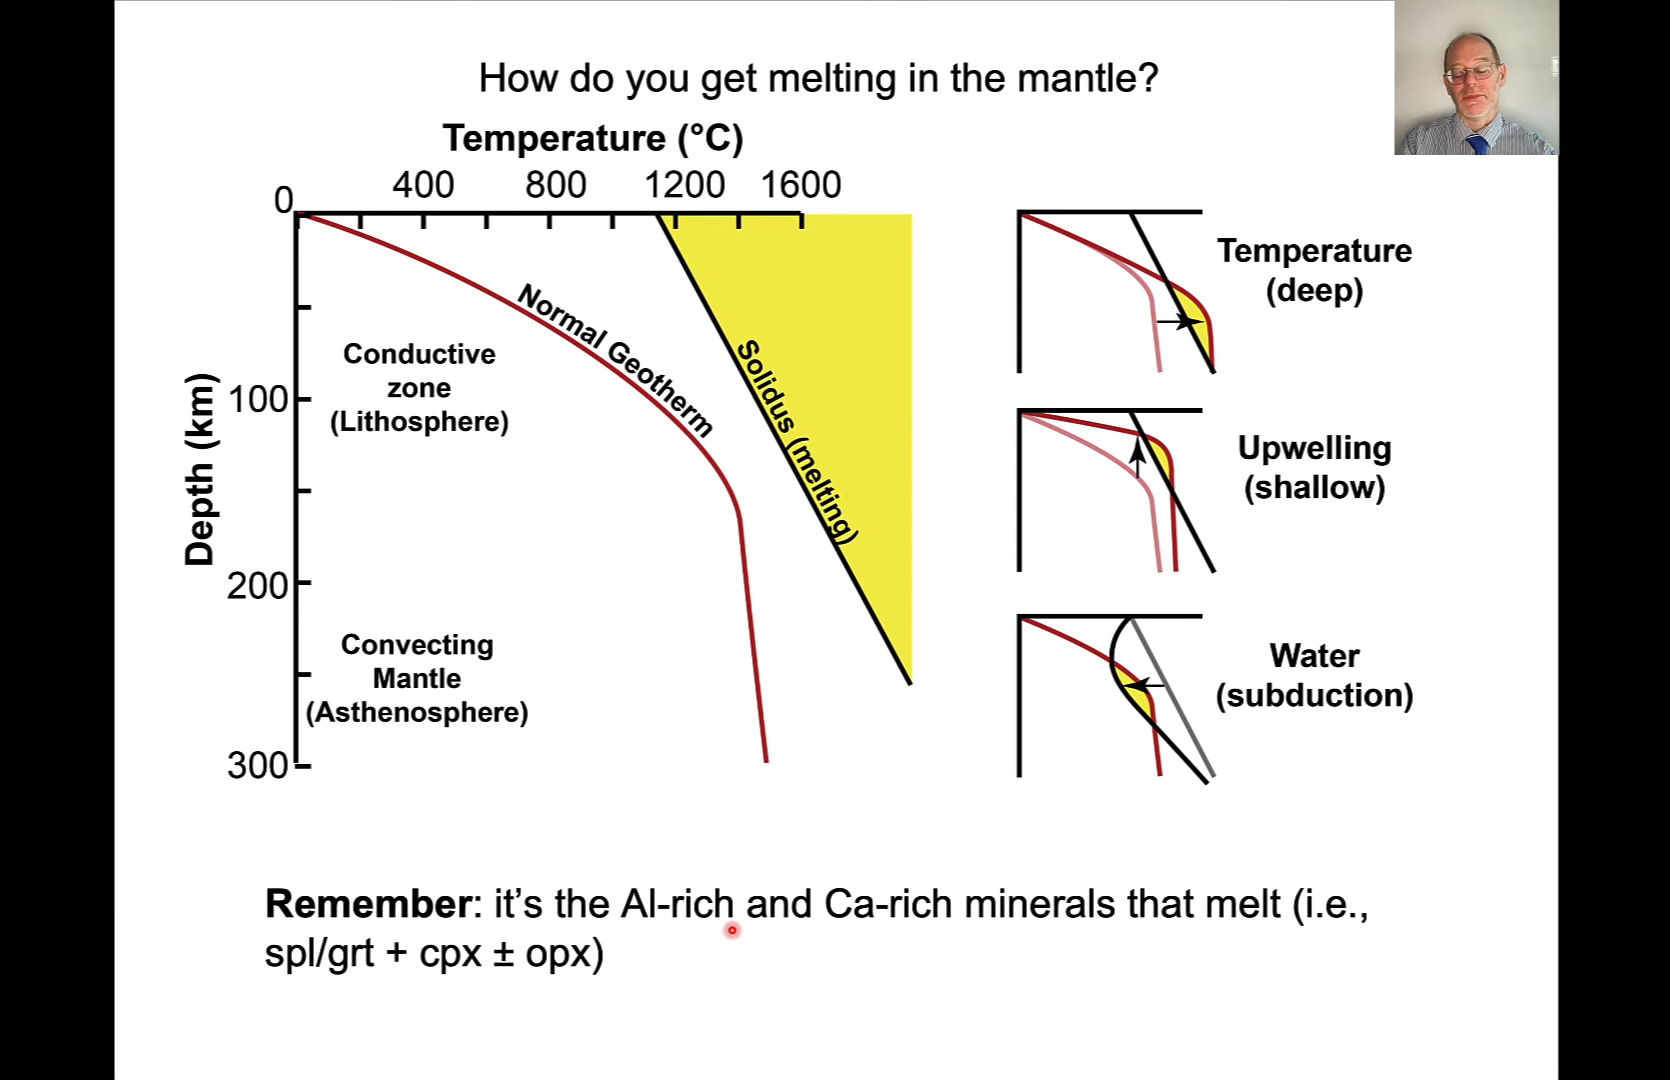 How do you get melting in the mantle?
Temperature (°C)
400 800 1200 1600
0
100
200
300
Depth (km)
Normal Geotherm
Solidus (melting)
Conductive
zone
(Lithosphere)
Convecting
Mantle
(Asthenosphere)
Temperature
(deep)
Upwelling
(shallow)
Water
(subduction)
Remember: it’s the Al-rich and Ca-rich minerals that melt (i.e.,
spl/grt + cpx ± opx)